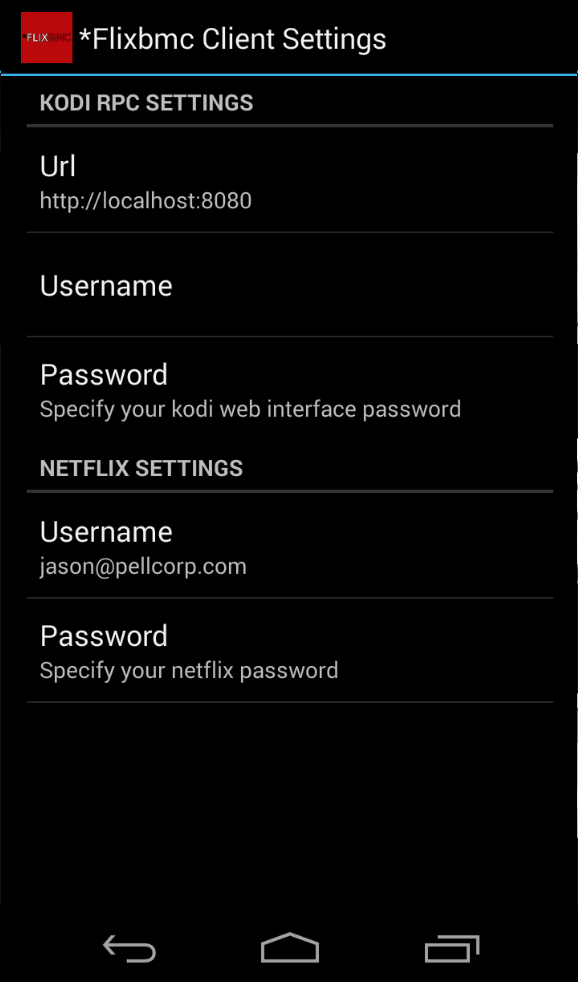 *FLIXBMC
*Flixbmc Client Settings
KODI RPC SETTINGS
Url
http://localhost:8080
Username
Password
Specify your kodi web interface password
NETFLIX SETTINGS
Username
jason@pellcorp.com
Password
Specify your netflix password